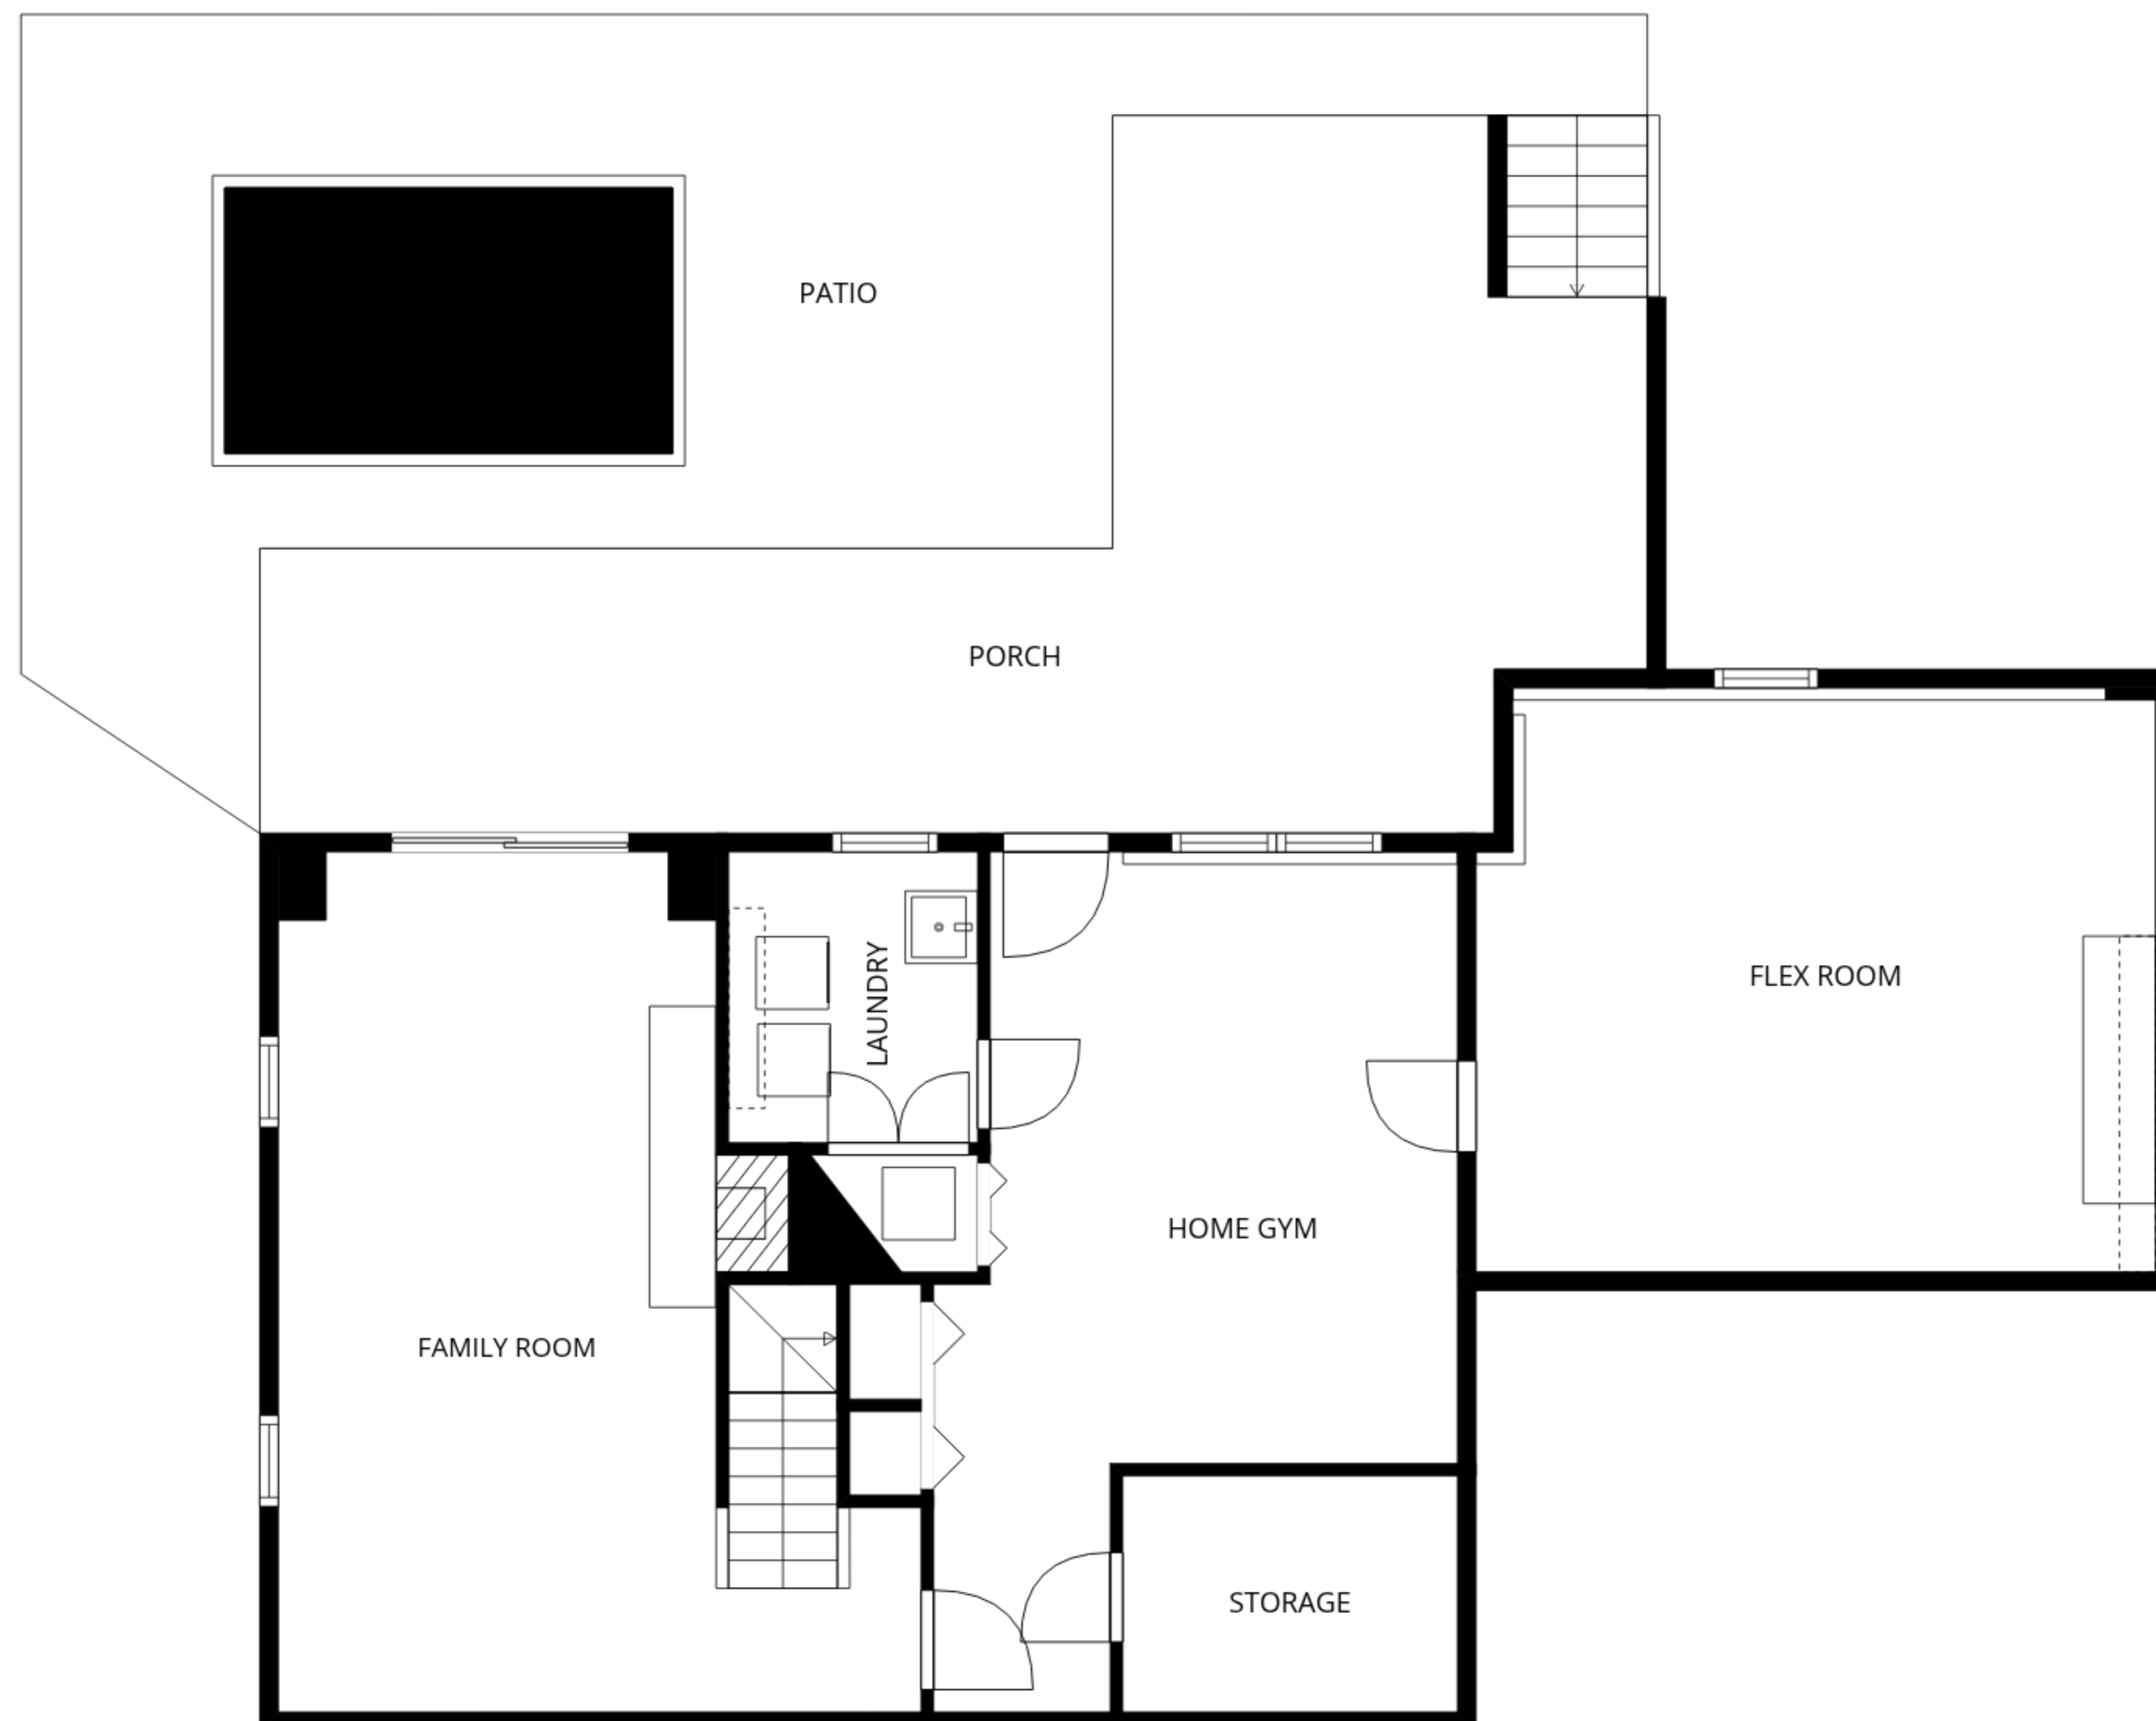 PATIO
PORCH
LAUNDRY
FLEX ROOM
HOME GYM
FAMILY ROOM
STORAGE